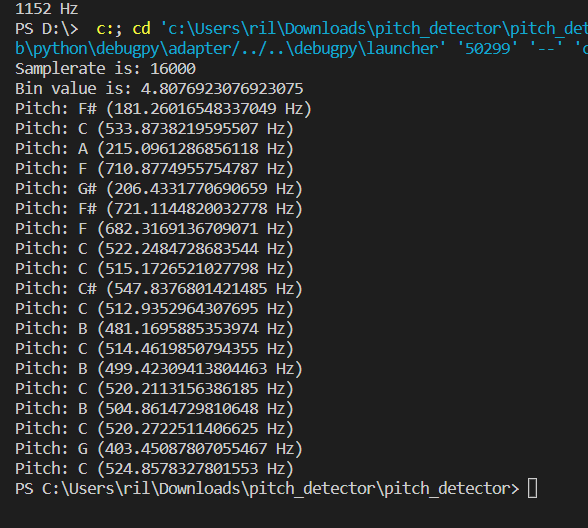 1152 Hz
PS D:\>  c:; cd 'c:\Users\ril\Downloads\pitch_detector\pitch_det
b\python\debugpy\adapter/../..\debugpy\launcher' '50299' '--' 'c
Samplerate is: 16000
Bin value is: 4.8076923076923075
Pitch: F# (181.26016548337049 Hz)
Pitch: C (533.8738219595507 Hz)
Pitch: A (215.0961286856118 Hz)
Pitch: F (710.8774955754787 Hz)
Pitch: G# (206.4331770690659 Hz)
Pitch: F# (721.1144820032778 Hz)
Pitch: F (682.3169136709071 Hz)
Pitch: C (522.2484728683544 Hz)
Pitch: C (515.1726521027798 Hz)
Pitch: C# (547.8376801421485 Hz)
Pitch: C (512.9352964307695 Hz)
Pitch: B (481.1695885353974 Hz)
Pitch: C (514.4619850794355 Hz)
Pitch: B (499.42309413804463 Hz)
Pitch: C (520.2113156386185 Hz)
Pitch: B (504.8614729810648 Hz)
Pitch: C (520.2722511406625 Hz)
Pitch: G (403.45087807055467 Hz)
Pitch: C (524.8578327801553 Hz)
PS C:\Users\ril\Downloads\pitch_detector\pitch_detector>